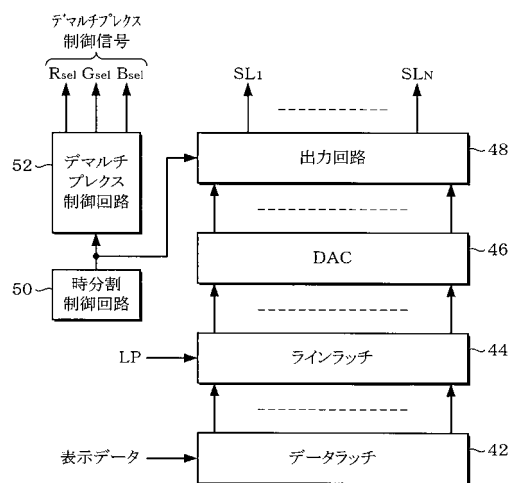 デマルチプレクス
制御信号
Rsel Gsel Bsel
SL1 SLN
52 デマルチ
プレクス
制御回路
出力回路 48
DAC 46
50 時分割
制御回路
LP ラインラッチ 44
表示データ データラッチ 42